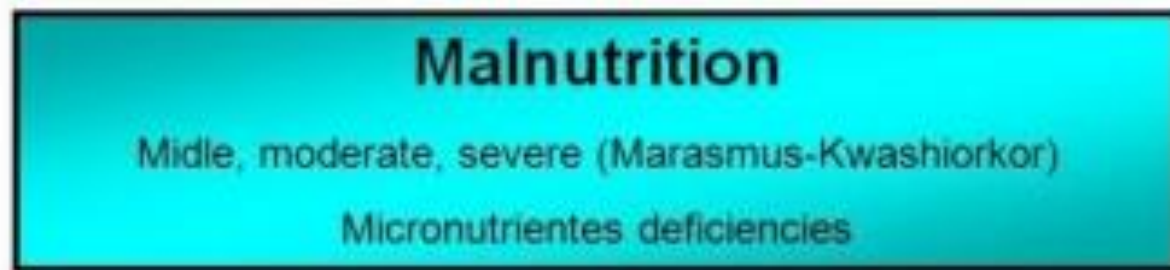 Malnutrition
Midle, moderate, severe (Marasmus-Kwashiorkor)
Micronutrientes deficiencies